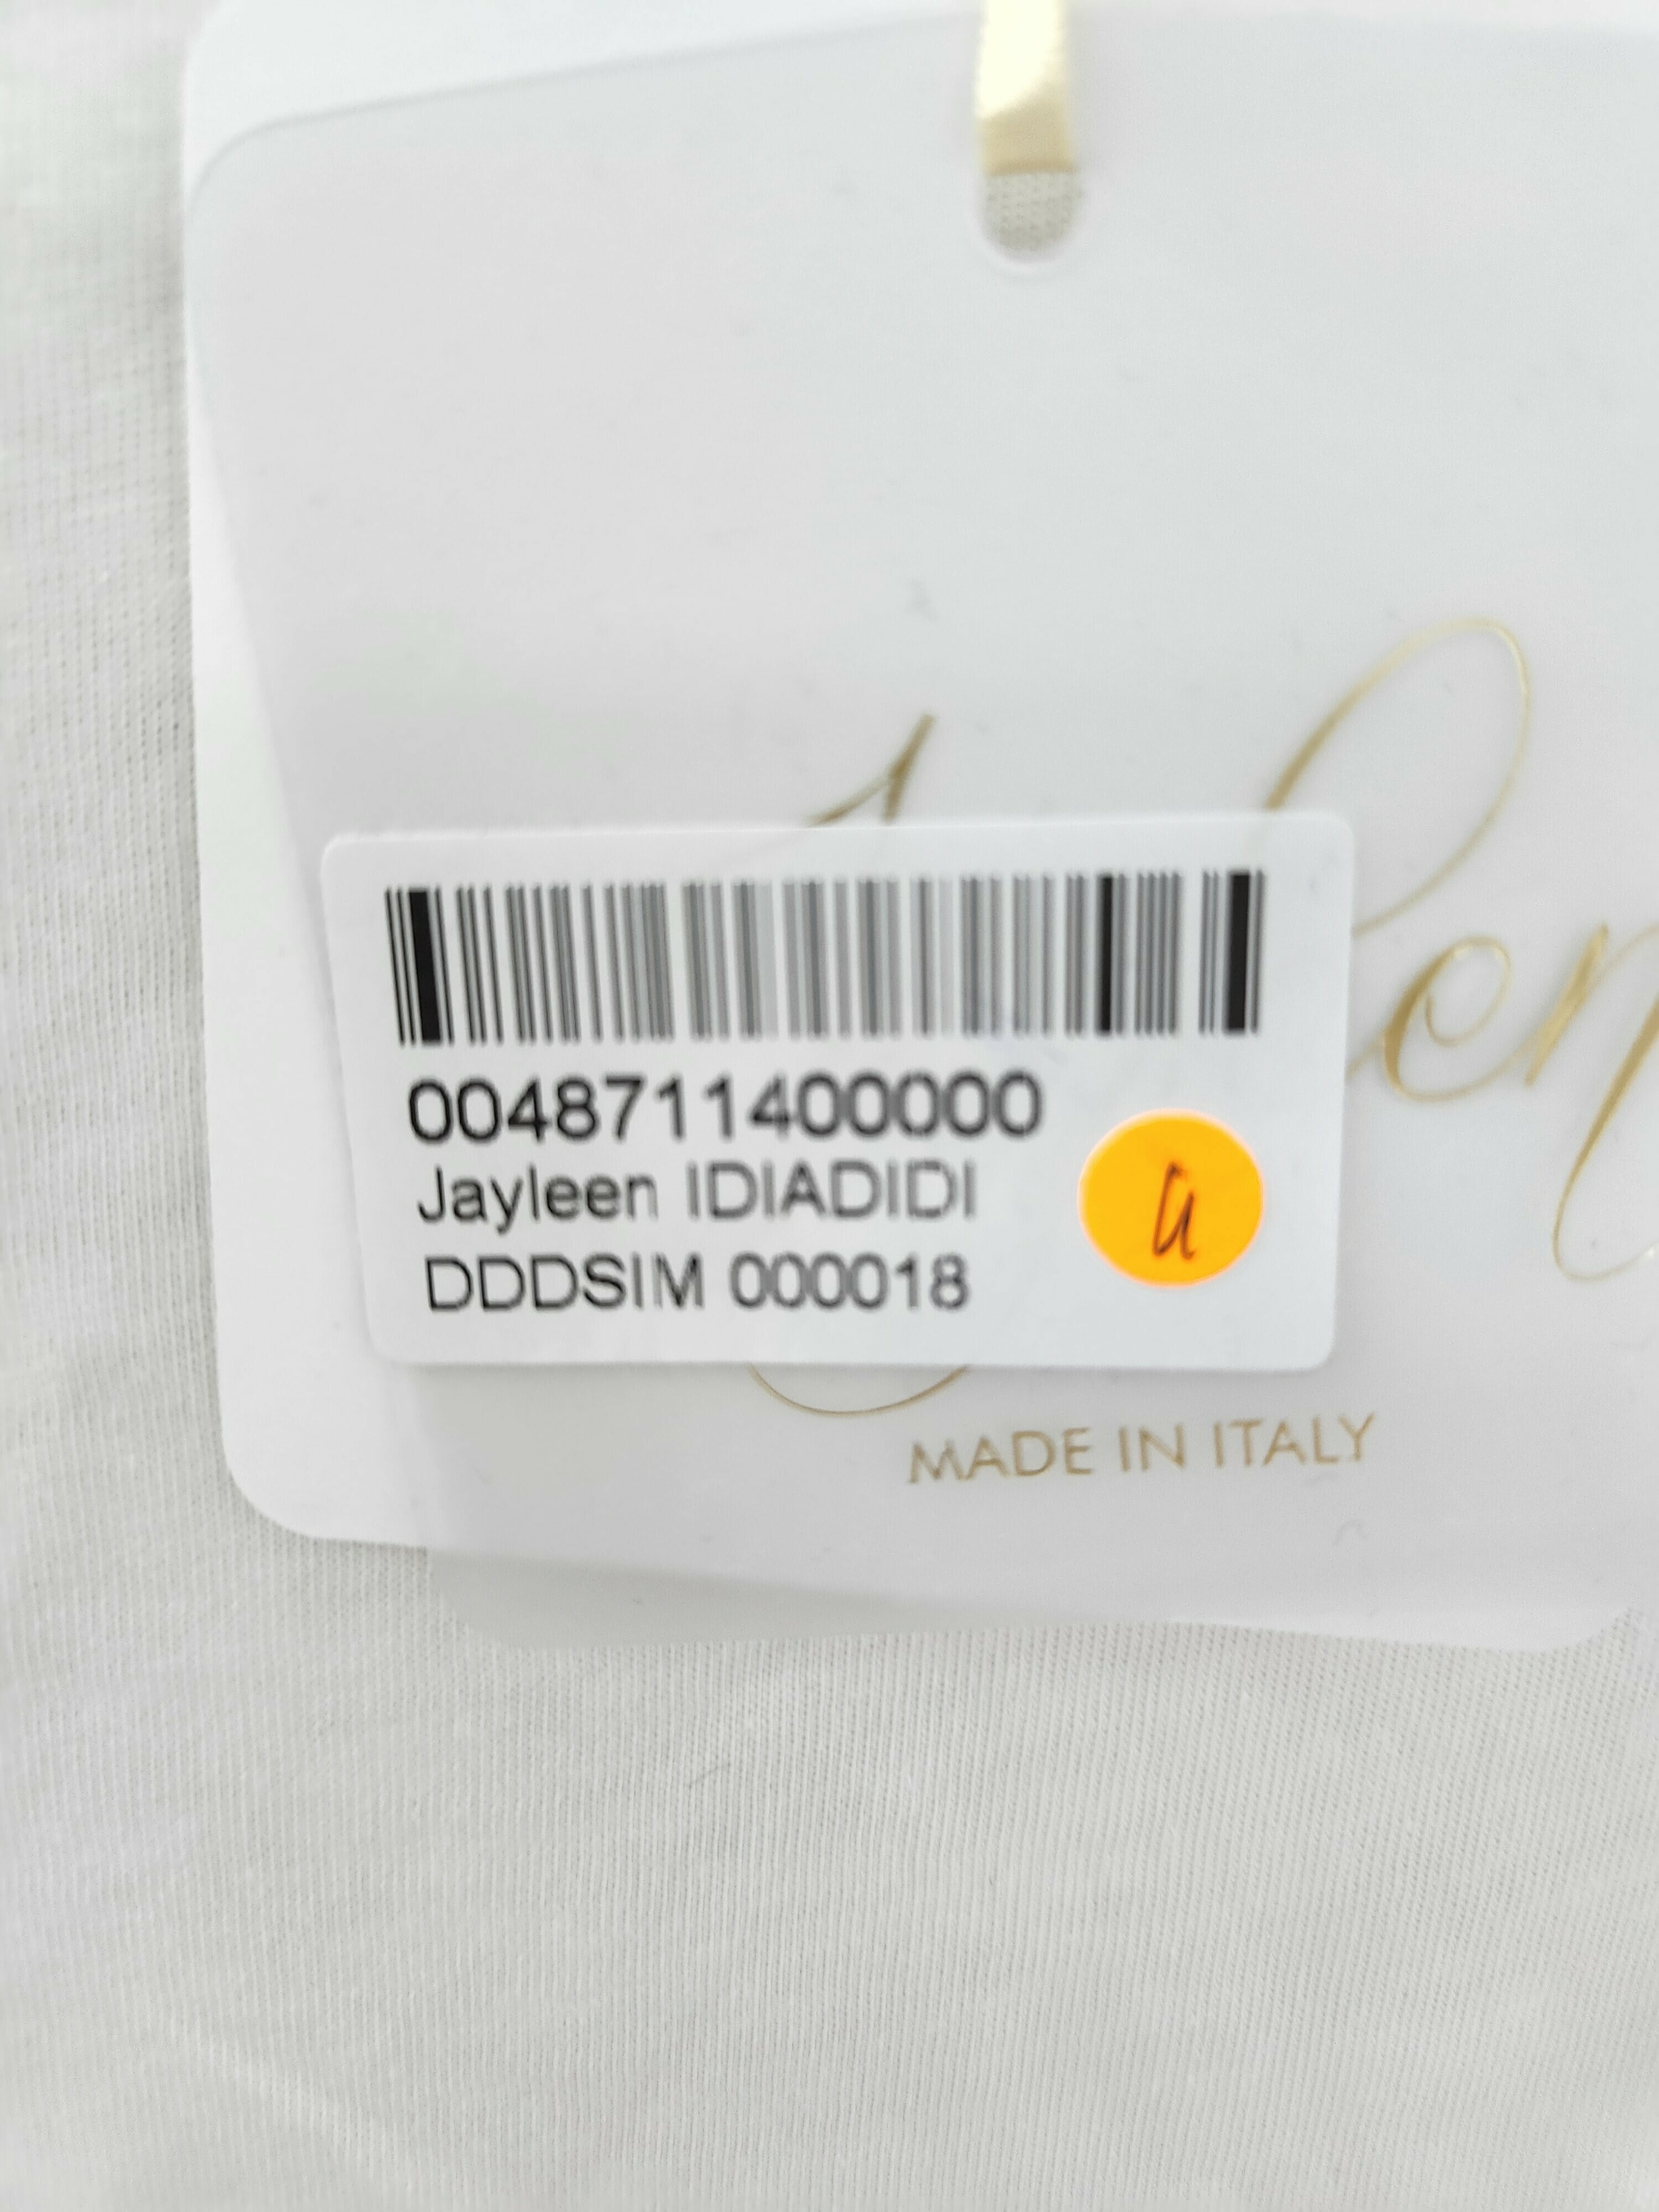 0048711400000
Jayleen IDIADIDI
DDDSIM 000018
MADE IN ITALY